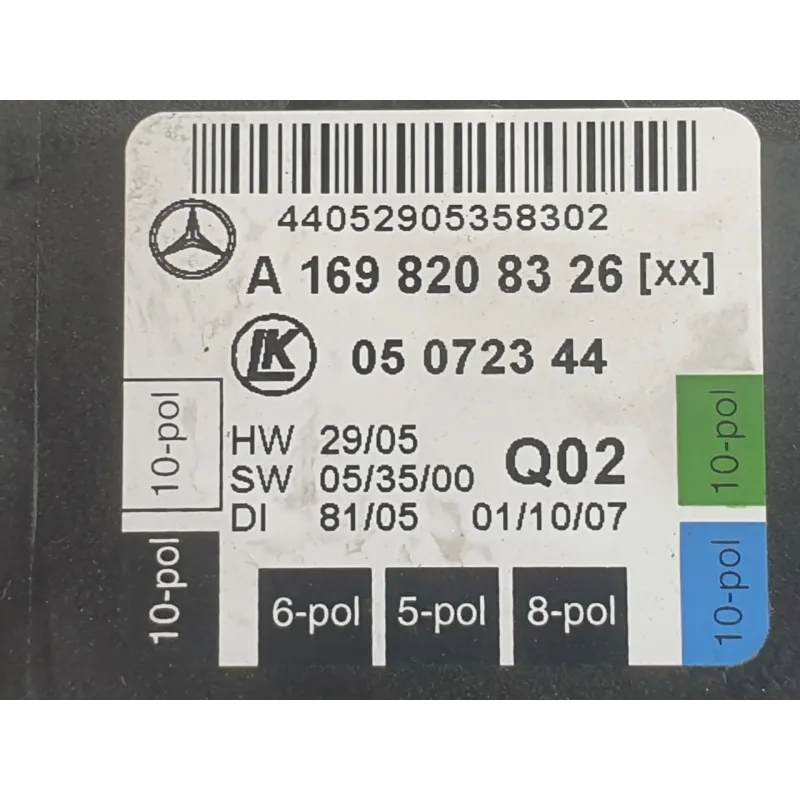 44052905358302
A 169 820 83 26 [xx]
LK 05 0723 44
HW 29/05
SW 05/35/00
DI 81/05 01/10/07
Q02
10-pol
10-pol
10-pol
10-pol
6-pol 5-pol 8-pol